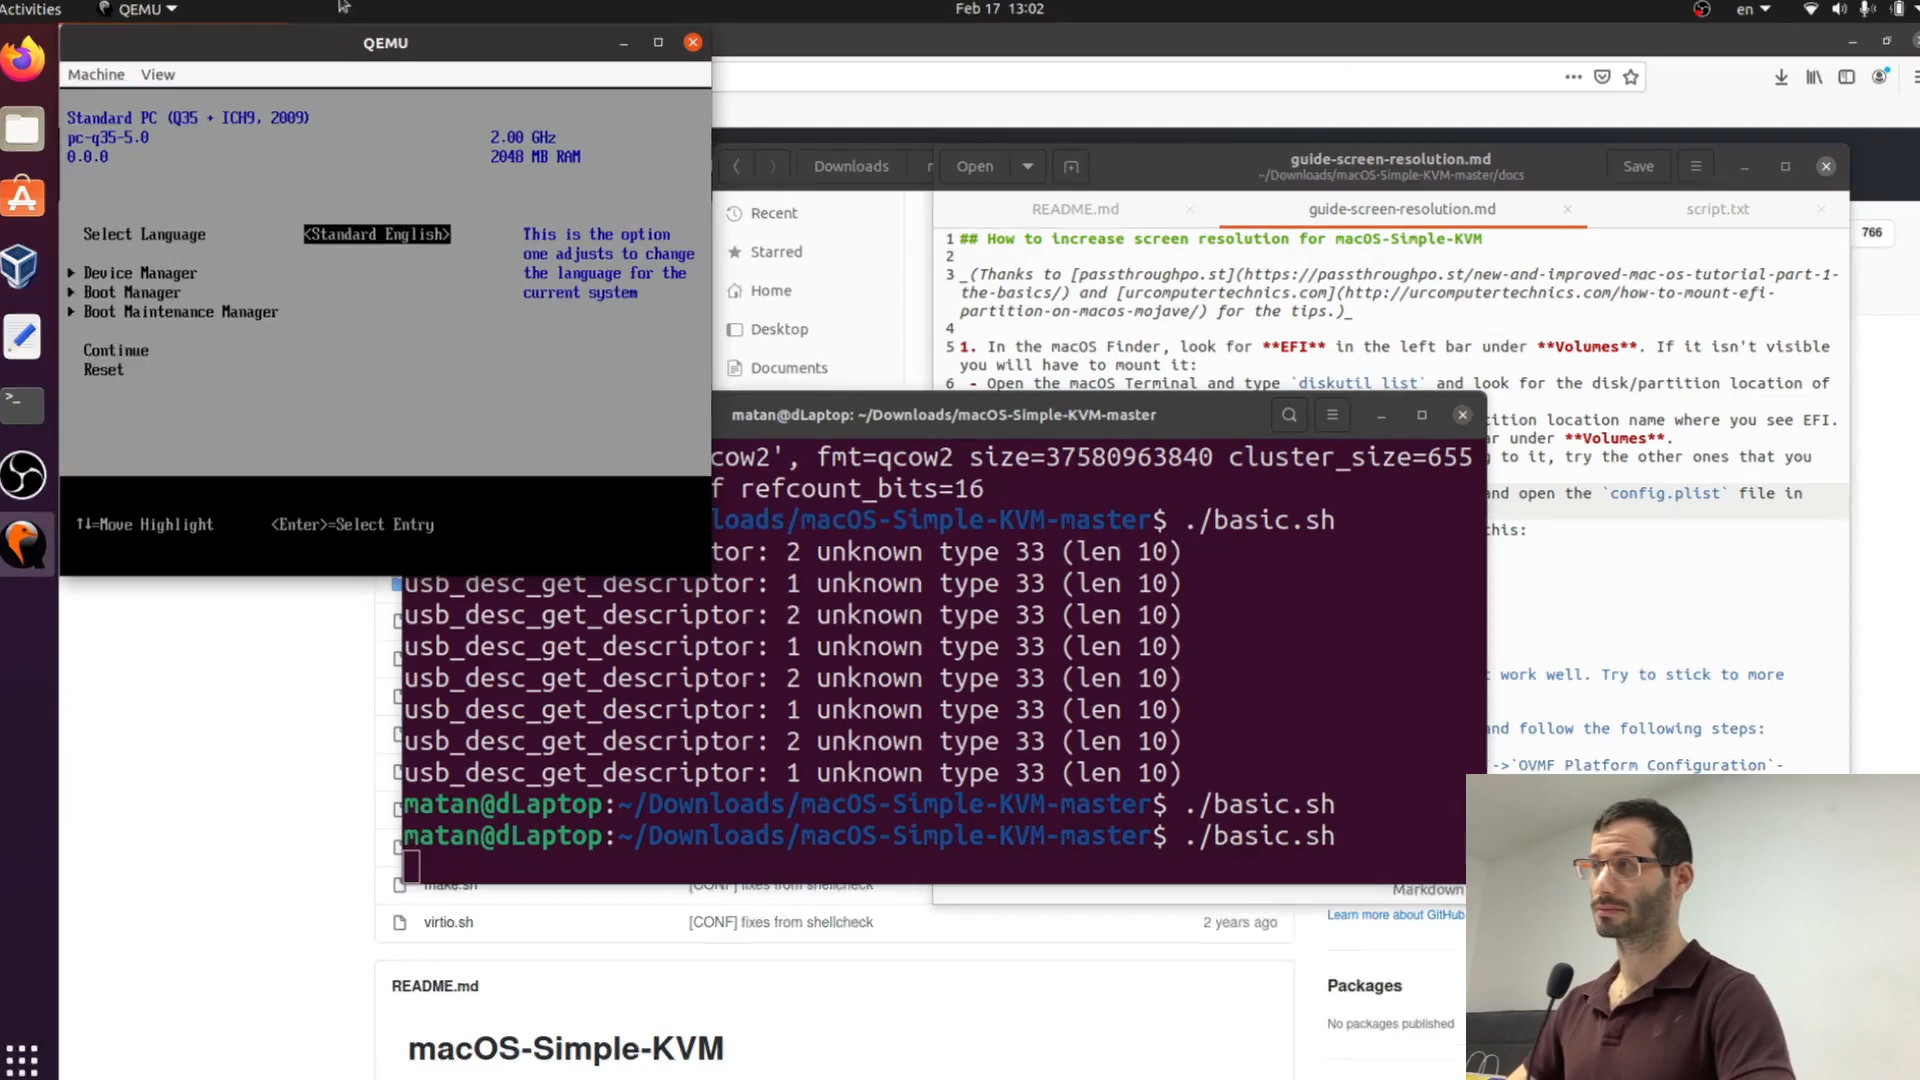 Activities
QEMU
Feb 17 13:02
en
QEMU
Machine View
Standard PC (Q35 + ICH9, 2009)
pc-q35-5.0
2.00 GHz
0.0.0
2048 MB RAM
Select Language
<Standard English>
This is the option
one adjusts to change
the language for the
current system
Device Manager
Boot Manager
Boot Maintenance Manager
Continue
Reset
↑↓=Move Highlight
<Enter>=Select Entry
Downloads
Recent
Starred
Home
Desktop
Documents
Open
guide-screen-resolution.md
~/Downloads/macOS-Simple-KVM-master/docs
Save
README.md
guide-screen-resolution.md
script.txt
766
1 ## How to increase screen resolution for macOS-Simple-KVM
2
3 _(Thanks to [passthroughpo.st](https://passthroughpo.st/new-and-improved-mac-os-tutorial-part-1-
the-basics/) and [urcomputertechnics.com](http://urcomputertechnics.com/how-to-mount-efi-
partition-on-macos-mojave/) for the tips.)_
4
5 1. In the macOS Finder, look for **EFI** in the left bar under **Volumes**. If it isn't visible
you will have to mount it:
6 - Open the macOS Terminal and type `diskutil list` and look for the disk/partition location of
tition location name where you see EFI.
ar under **Volumes**.
g to it, try the other ones that you
and open the `config.plist` file in
this:
t work well. Try to stick to more
and follow the following steps:
->`OVMF Platform Configuration`-
Markdown
matan@dLaptop: ~/Downloads/macOS-Simple-KVM-master
cow2', fmt=qcow2 size=37580963840 cluster_size=655
f refcount_bits=16
loads/macOS-Simple-KVM-master$ ./basic.sh
tor: 2 unknown type 33 (len 10)
usb_desc_get_descriptor: 1 unknown type 33 (len 10)
usb_desc_get_descriptor: 2 unknown type 33 (len 10)
usb_desc_get_descriptor: 1 unknown type 33 (len 10)
usb_desc_get_descriptor: 2 unknown type 33 (len 10)
usb_desc_get_descriptor: 1 unknown type 33 (len 10)
usb_desc_get_descriptor: 2 unknown type 33 (len 10)
usb_desc_get_descriptor: 1 unknown type 33 (len 10)
matan@dLaptop:~/Downloads/macOS-Simple-KVM-master$ ./basic.sh
matan@dLaptop:~/Downloads/macOS-Simple-KVM-master$ ./basic.sh
make.sh
[CONF] fixes from shellcheck
virtio.sh
[CONF] fixes from shellcheck
2 years ago
Learn more about GitHub
README.md
macOS-Simple-KVM
Packages
No packages published